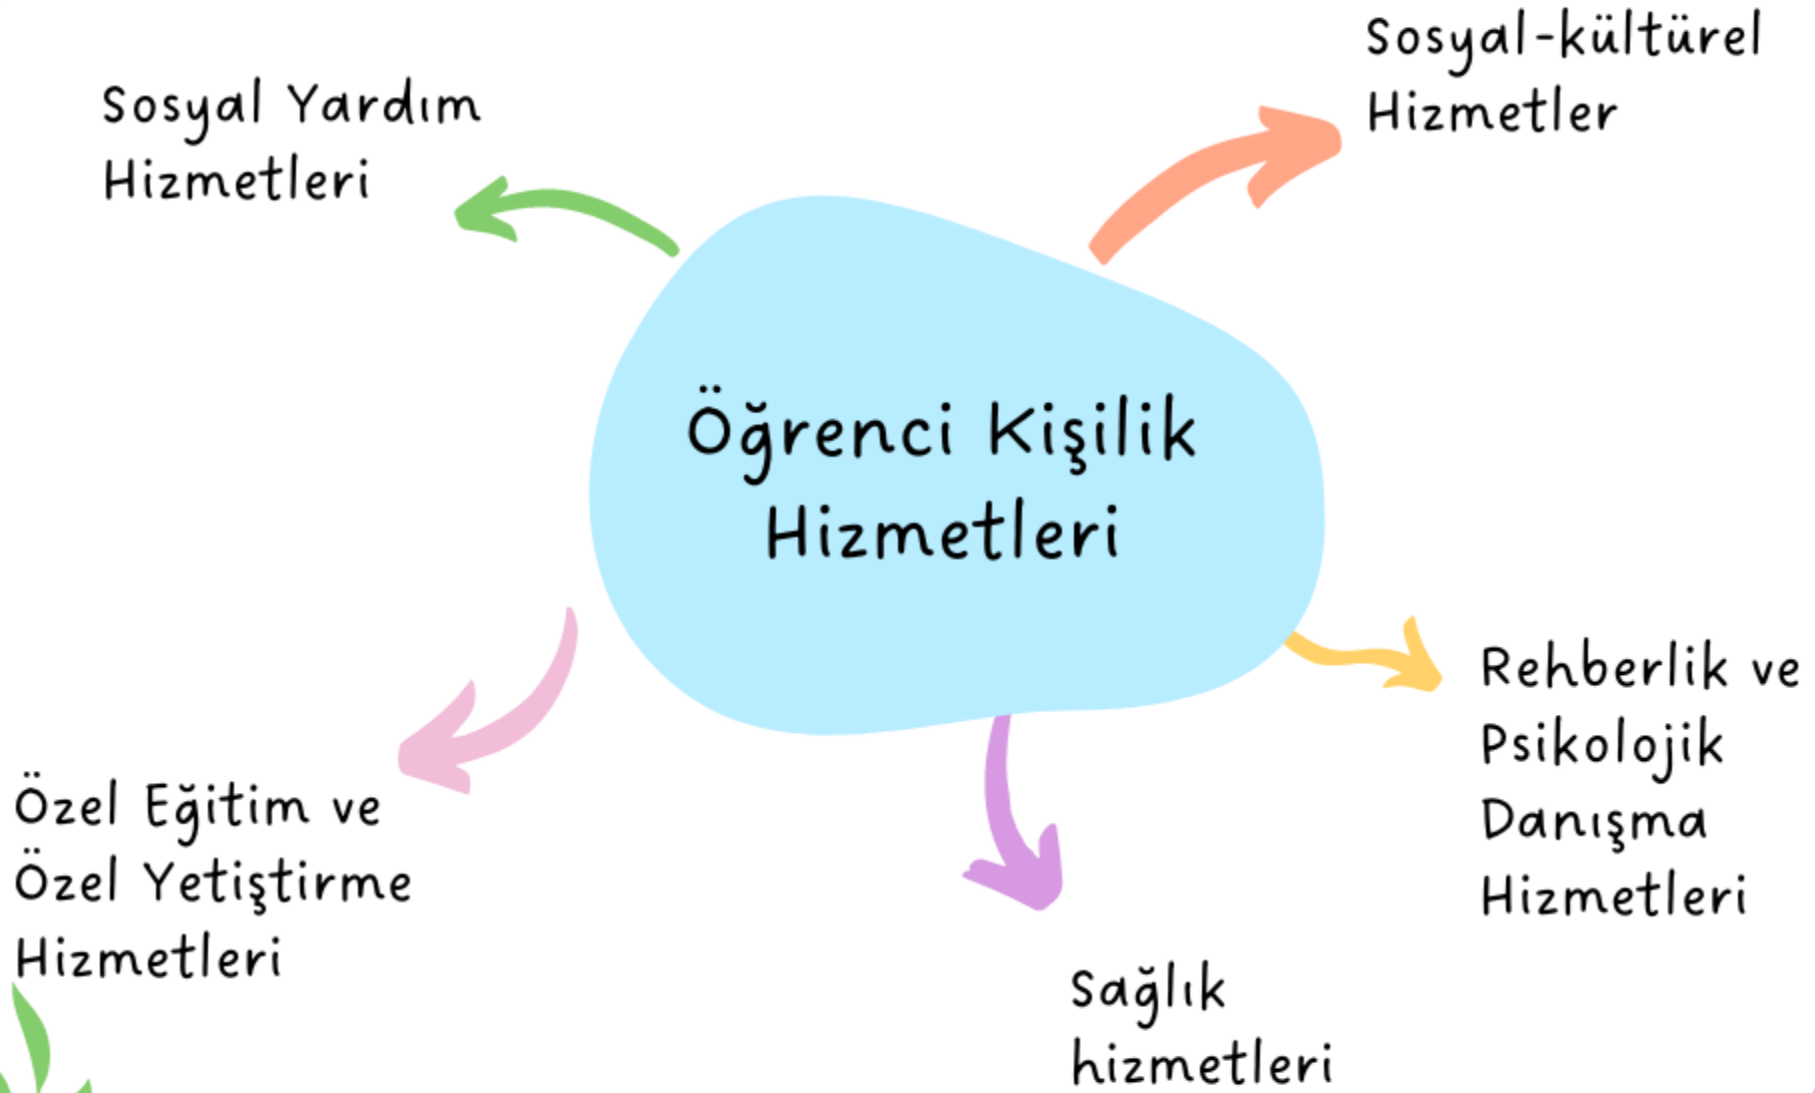 Sosyal Yardım
Hizmetleri
Sosyal-kültürel
Hizmetler
Öğrenci Kişilik
Hizmetleri
Rehberlik ve
Psikolojik
Danışma
Hizmetleri
Özel Eğitim ve
Özel Yetiştirme
Hizmetleri
Sağlık
hizmetleri